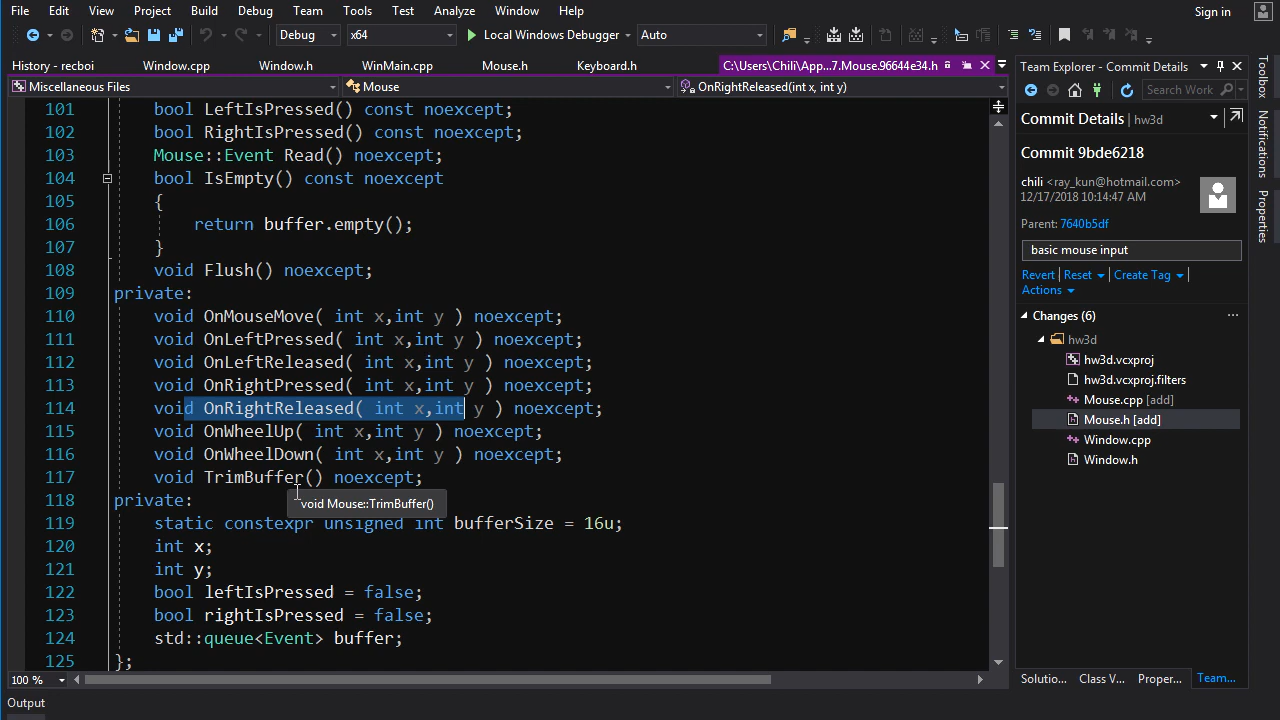 File Edit View Project Build Debug Team Tools Test Analyze Window Help Sign in
Debug x64 Local Windows Debugger Auto
History - recboi Window.cpp Window.h WinMain.cpp Mouse.h Keyboard.h C:\Users\Chili\App...7.Mouse.96644e34.h
Miscellaneous Files Mouse OnRightReleased(int x, int y)
101 bool LeftIsPressed() const noexcept;
102 bool RightIsPressed() const noexcept;
103 Mouse::Event Read() noexcept;
104 bool IsEmpty() const noexcept
105 {
106 return buffer.empty();
107 }
108 void Flush() noexcept;
109 private:
110 void OnMouseMove( int x,int y ) noexcept;
111 void OnLeftPressed( int x,int y ) noexcept;
112 void OnLeftReleased( int x,int y ) noexcept;
113 void OnRightPressed( int x,int y ) noexcept;
114 void OnRightReleased( int x,int y ) noexcept;
115 void OnWheelUp( int x,int y ) noexcept;
116 void OnWheelDown( int x,int y ) noexcept;
117 void TrimBuffer() noexcept;
118 private:
void Mouse::TrimBuffer()
119 static constexpr unsigned int bufferSize = 16u;
120 int x;
121 int y;
122 bool leftIsPressed = false;
123 bool rightIsPressed = false;
124 std::queue<Event> buffer;
125 };
100 %
Output
Team Explorer - Commit Details
Search Work
Commit Details | hw3d
Commit 9bde6218
chili <ray_kun@hotmail.com>
12/17/2018 10:14:47 AM
Parent: 7640b5df
basic mouse input
Revert Reset Create Tag
Actions
Changes (6)
hw3d
hw3d.vcxproj
hw3d.vcxproj.filters
Mouse.cpp [add]
Mouse.h [add]
Window.cpp
Window.h
Solutio... Class V... Proper... Team...
Toolbox
Notifications
Properties